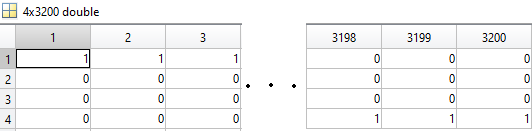 4x3200 double
1 2 3 3198 3199 3200
1 1 1 1 0 0 0
2 0 0 0 . . . 0 0 0
3 0 0 0 0 0 0
4 0 0 0 1 1 1